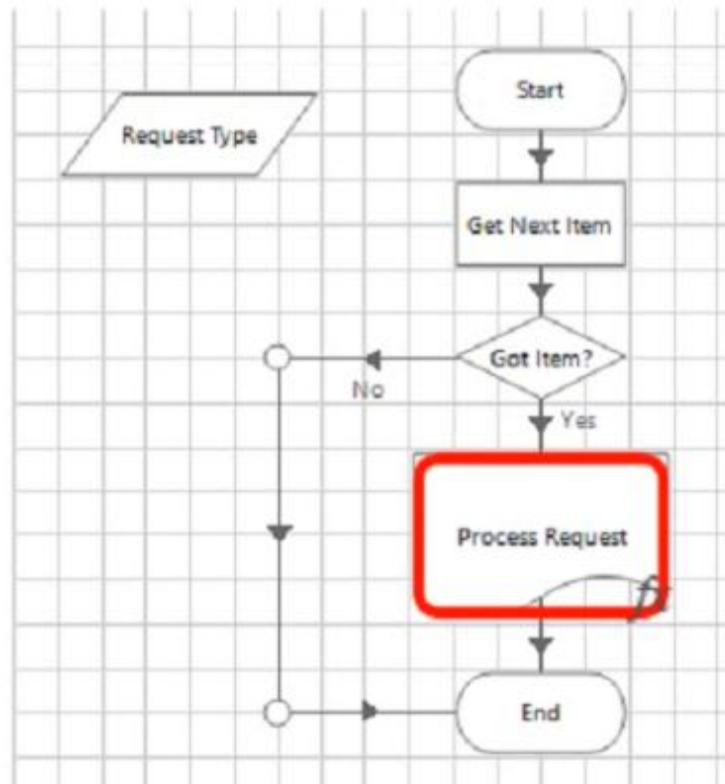 Start
Request Type
Get Next Item
Got Item?
No
Yes
Process Request
End